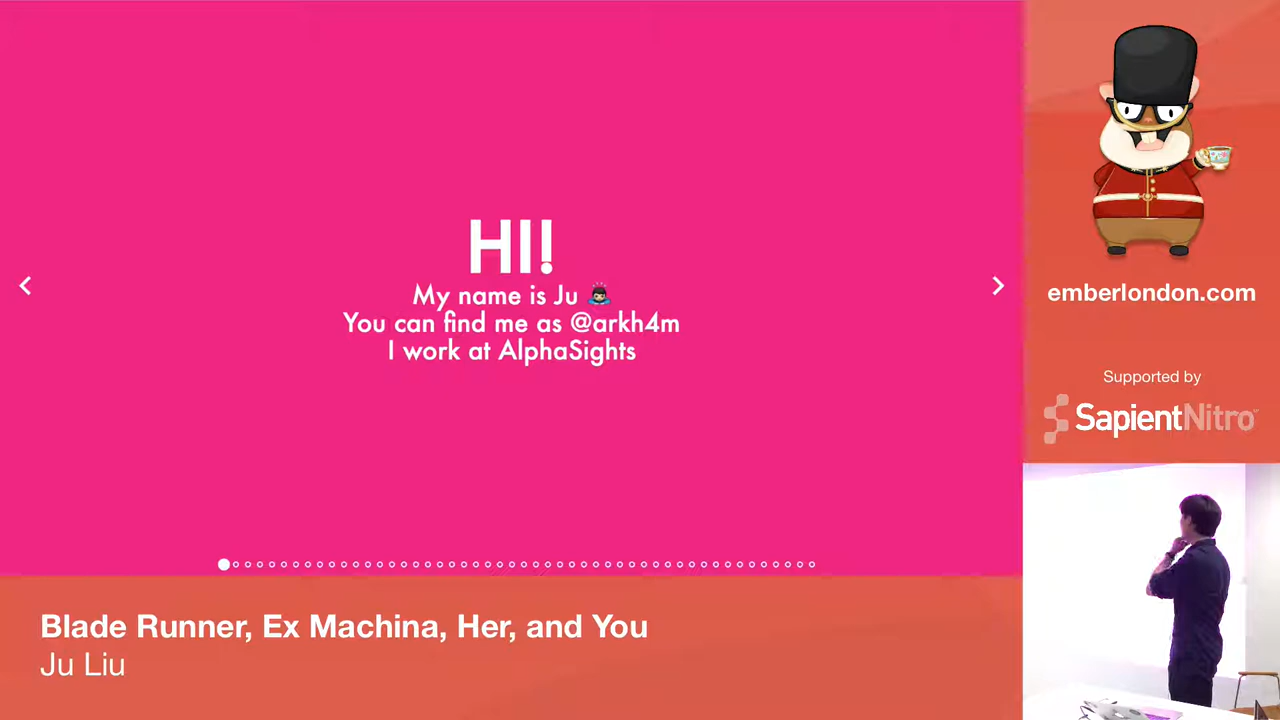 HI!
My name is Ju
You can find me as @arkh4m
I work at AlphaSights
emberlondon.com
Supported by
SapientNitro
Blade Runner, Ex Machina, Her, and You
Ju Liu